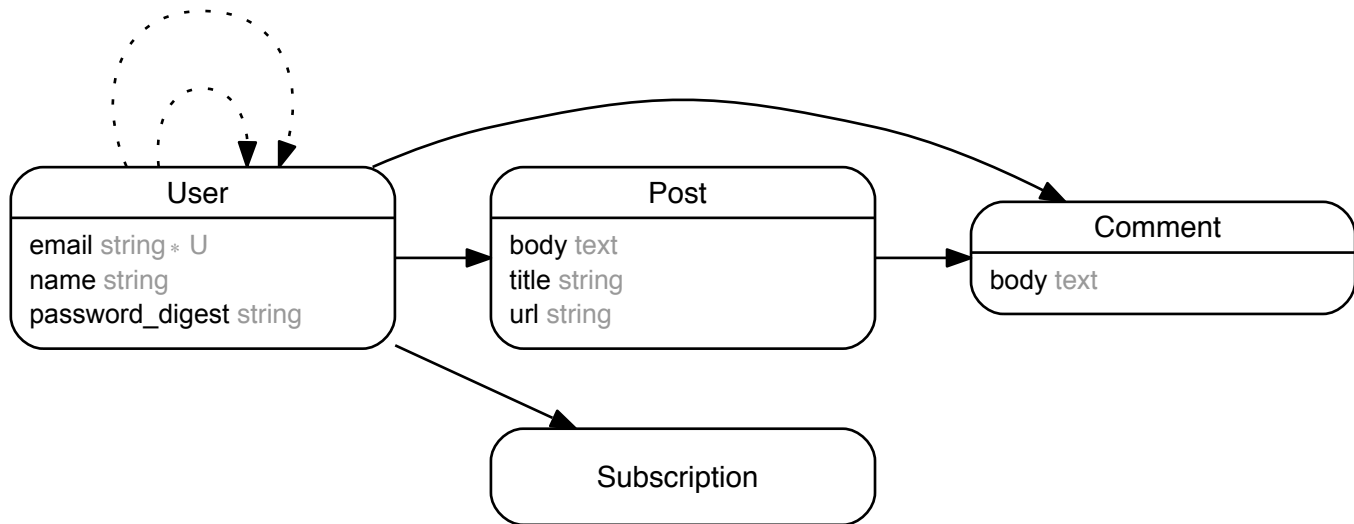 User
email string∗ U
name string
password_digest string
Post
body text
title string
url string
Comment
body text
Subscription